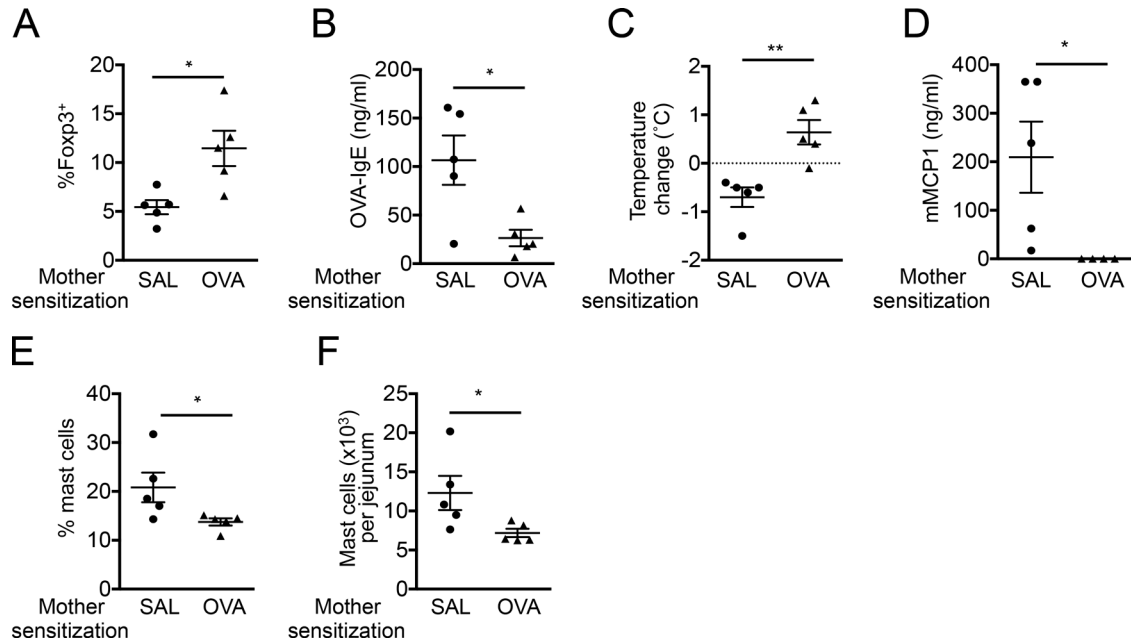 A
%Foxp3+
20
15
10
5
0
*
Mother
sensitization
SAL OVA
B
OVA-IgE (ng/ml)
200
150
100
50
0
*
Mother
sensitization
SAL OVA
C
Temperature
change (˚C)
2
1
0
-1
-2
**
Mother
sensitization
SAL OVA
D
mMCP1 (ng/ml)
400
300
200
100
0
*
Mother
sensitization
SAL OVA
E
% mast cells
40
30
20
10
0
*
Mother
sensitization
SAL OVA
F
Mast cells (x10³)
per jejunum
25
20
15
10
5
0
*
Mother
sensitization
SAL OVA